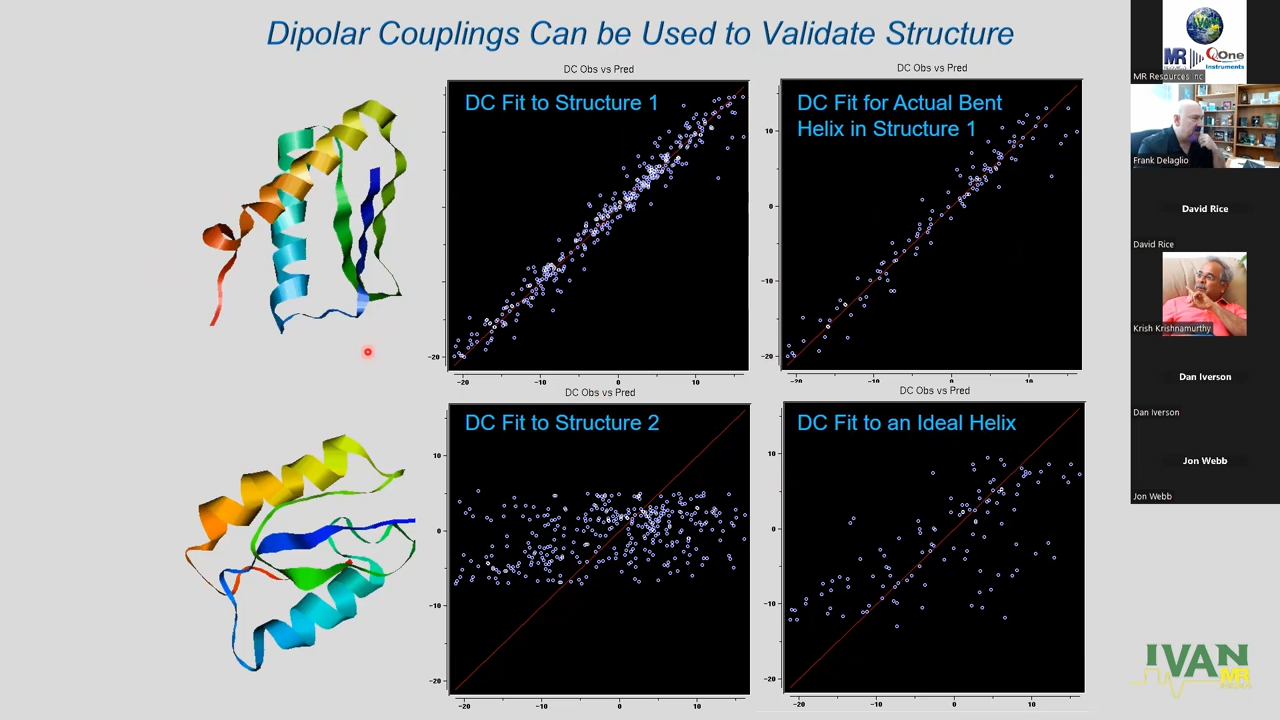 Dipolar Couplings Can be Used to Validate Structure
DC Obs vs Pred
DC Fit to Structure 1
-20
-20
-10
0
10
DC Obs vs Pred
DC Fit for Actual Bent
Helix in Structure 1
10
0
-10
-20
-20
-10
0
10
DC Obs vs Pred
DC Fit to Structure 2
10
0
-10
-20
-20
-10
0
10
DC Obs vs Pred
DC Fit to an Ideal Helix
10
0
-10
-20
-20
-10
0
10
MR
QOne
Instruments
MR Resources Inc
Frank Delaglio
David Rice
David Rice
Krish Krishnamurthy
Dan Iverson
Dan Iverson
Jon Webb
Jon Webb
IVAN
MR